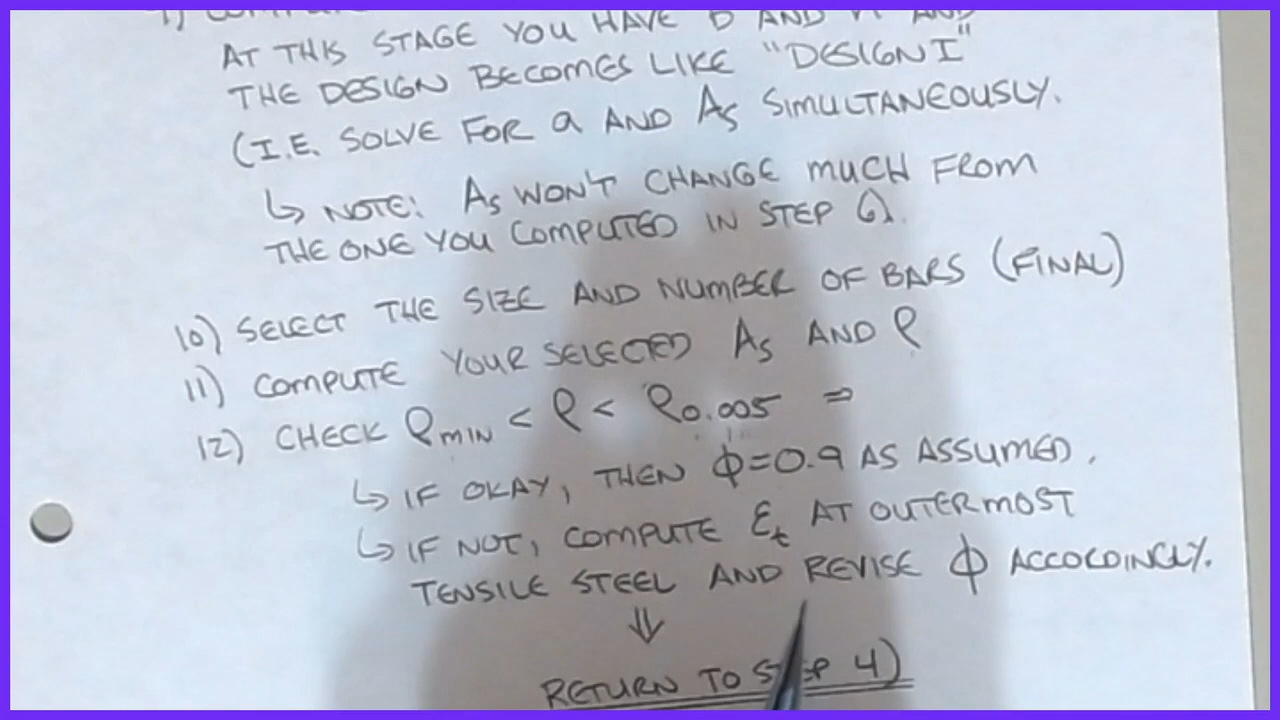 AT THIS STAGE YOU HAVE b AND h AND
THE DESIGN BECOMES LIKE "DESIGN I"
(I.E. SOLVE FOR a AND As SIMULTANEOUSLY.
↳ NOTE: As WON'T CHANGE MUCH FROM
THE ONE YOU COMPUTED IN STEP 6).
10) SELECT THE SIZE AND NUMBER OF BARS (FINAL)
11) COMPUTE YOUR SELECTED As AND ρ
12) CHECK ρMIN < ρ < ρ0.005 ⇒
↳ IF OKAY, THEN ϕ=0.9 AS ASSUMED.
↳ IF NOT, COMPUTE Ɛt AT OUTERMOST
TENSILE STEEL AND REVISE ϕ ACCORDINGLY.
⇓
RETURN TO STEP 4)